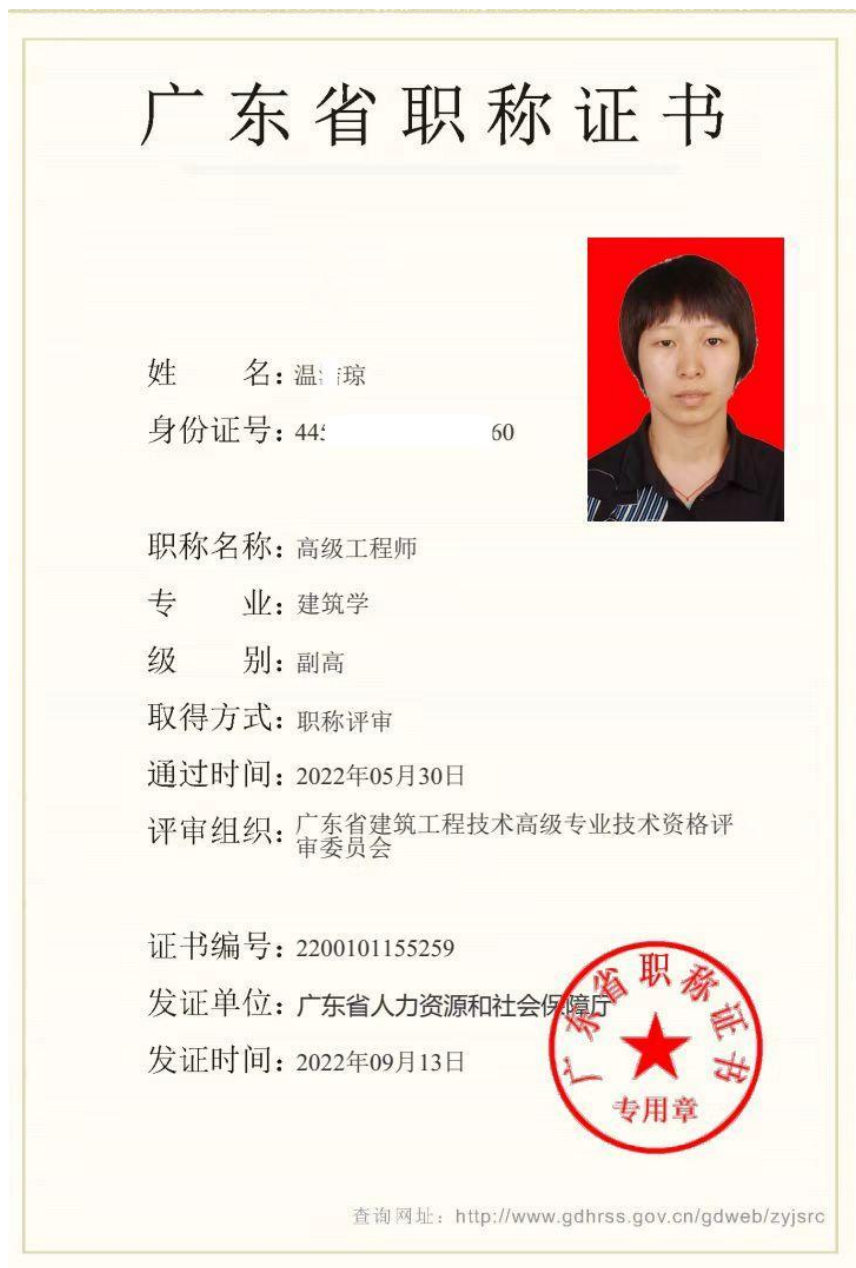 广东省职称证书
姓 名：温 琼
身份证号：44 60
职称名称：高级工程师
专 业：建筑学
级 别：副高
取得方式：职称评审
通过时间：2022年05月30日
评审组织：广东省建筑工程技术高级专业技术资格评
审委员会
证书编号：2200101155259
发证单位：广东省人力资源和社会保障厅
发证时间：2022年09月13日
广东省职称证书
专用章
查询网址：http://www.gdhrss.gov.cn/gdweb/zyjsrc